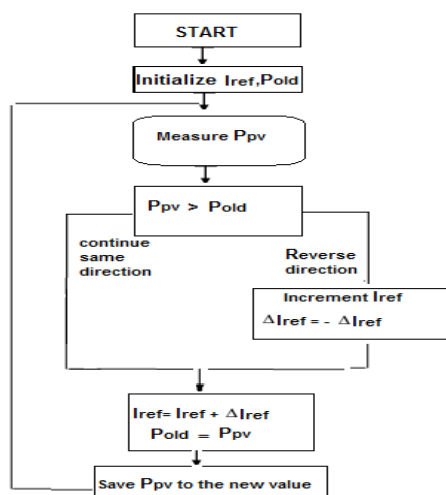 START
Initialize Iref,Pold
Measure Ppv
Ppv > Pold
continue
same
direction
Reverse
direction
Increment Iref
ΔIref = - ΔIref
Iref= Iref + ΔIref
Pold = Ppv
Save Ppv to the new value